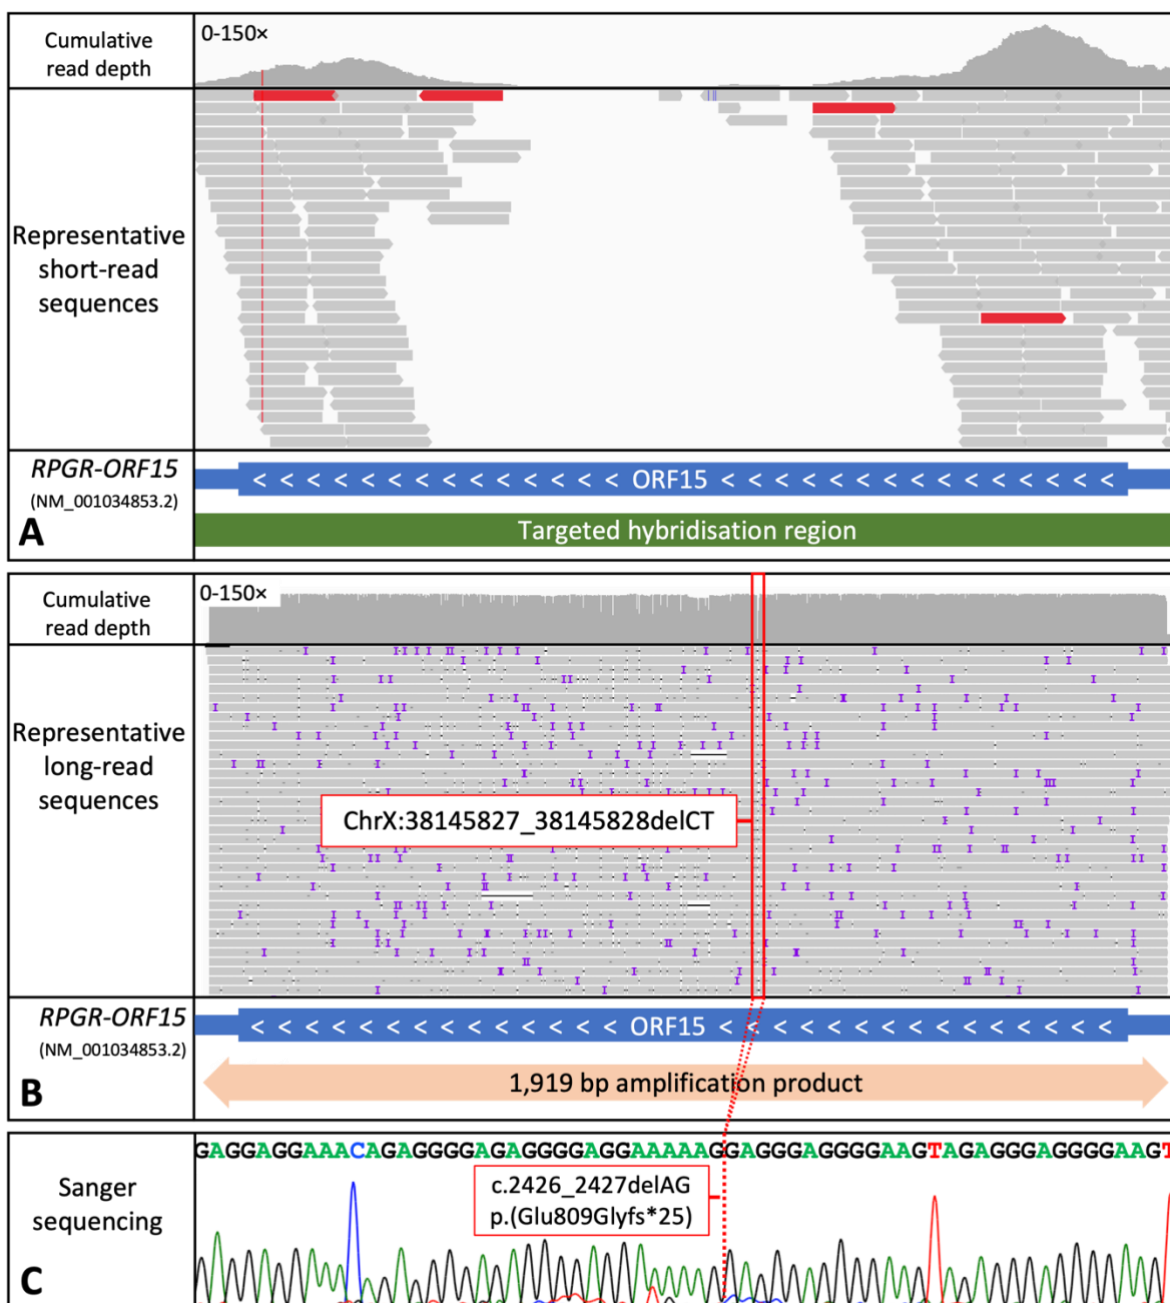 Cumulative
read depth
0-150×
Representative
short-read
sequences
RPGR-ORF15
(NM_001034853.2)
< < < < < < < < < < < < < < ORF15 < < < < < < < < < < < < < < <
A
Targeted hybridisation region
Cumulative
read depth
0-150×
Representative
long-read
sequences
ChrX:38145827_38145828delCT
RPGR-ORF15
(NM_001034853.2)
< < < < < < < < < < < < < < ORF15 < < < < < < < < < < < < < < <
B
1,919 bp amplification product
GAGGAGGAAACAGAGGGGAGAGGGGAGGAAAAAGGAGGGAGGGGAAGTAGAGGGAGGGGAAGT
Sanger
sequencing
c.2426_2427delAG
p.(Glu809Glyfs*25)
C